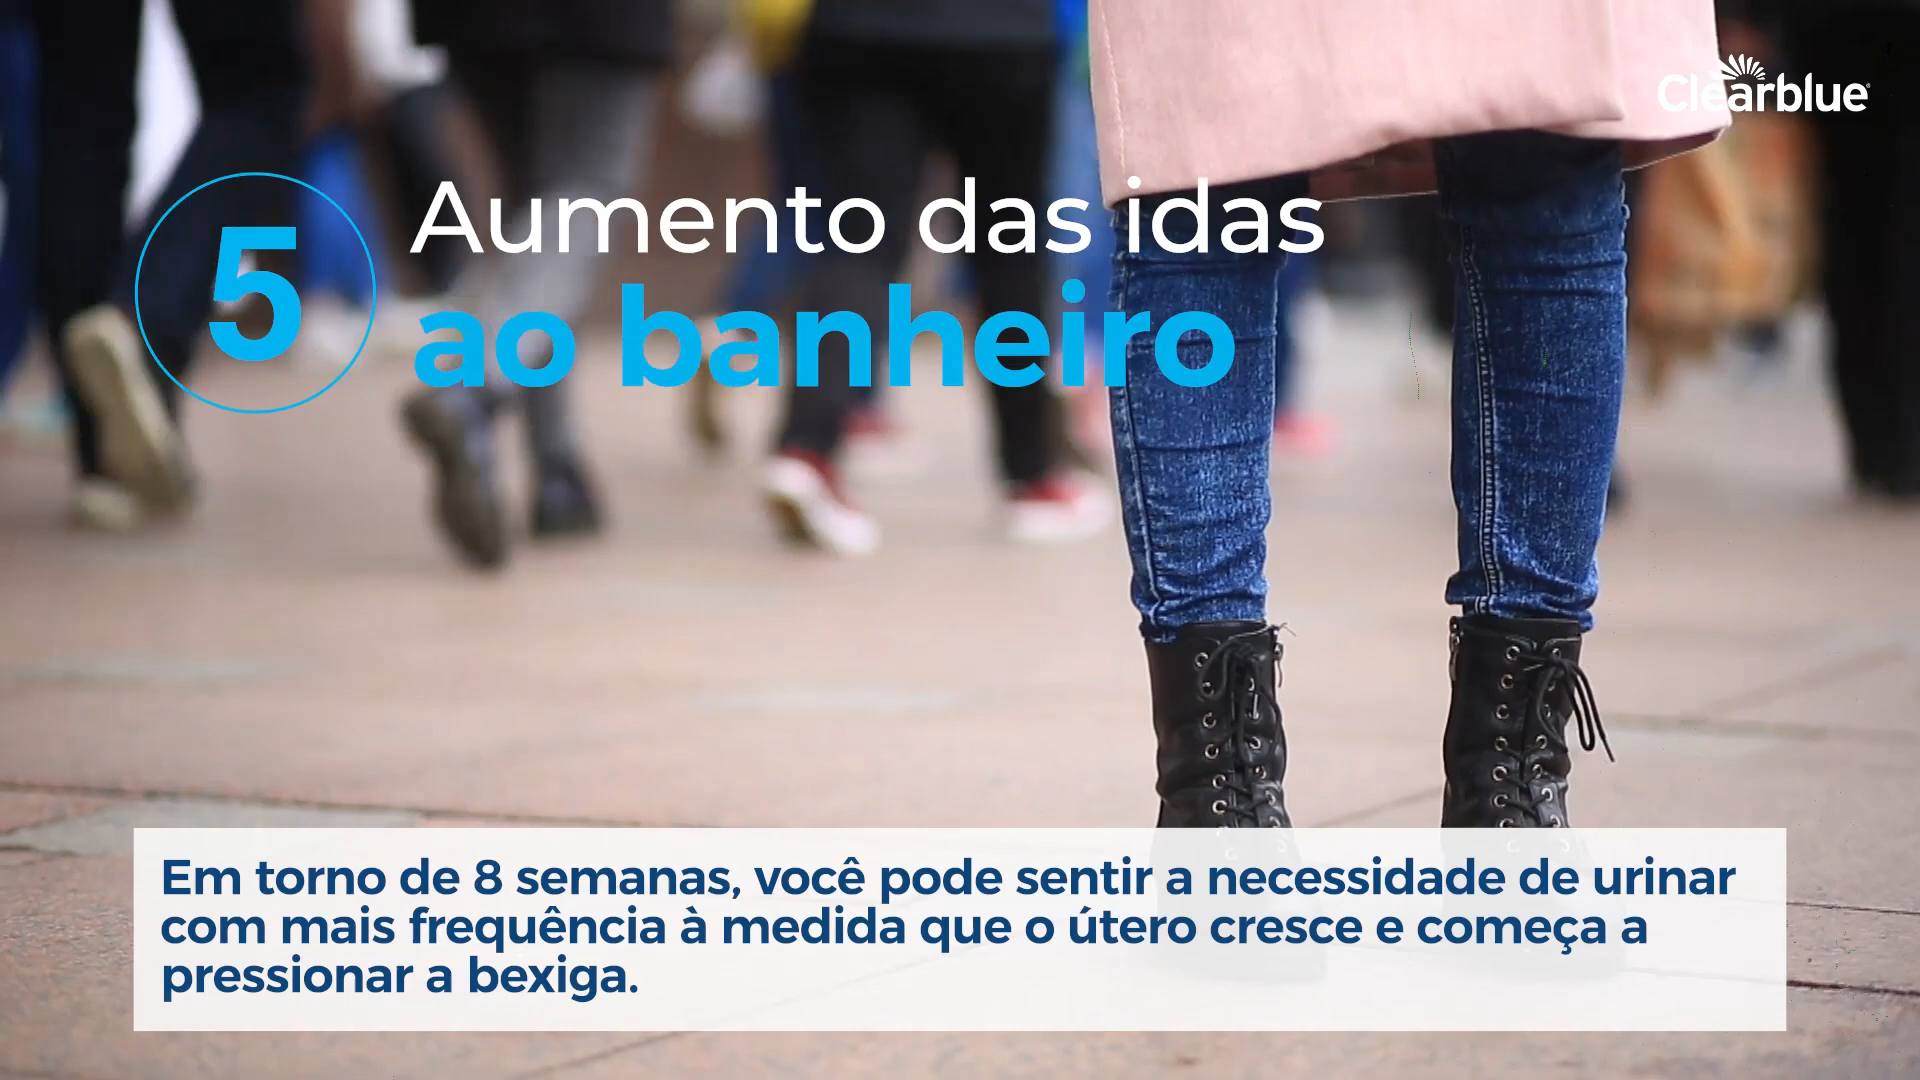 Clearblue
5
Aumento das idas
ao banheiro
Em torno de 8 semanas, você pode sentir a necessidade de urinar
com mais frequência à medida que o útero cresce e começa a
pressionar a bexiga.